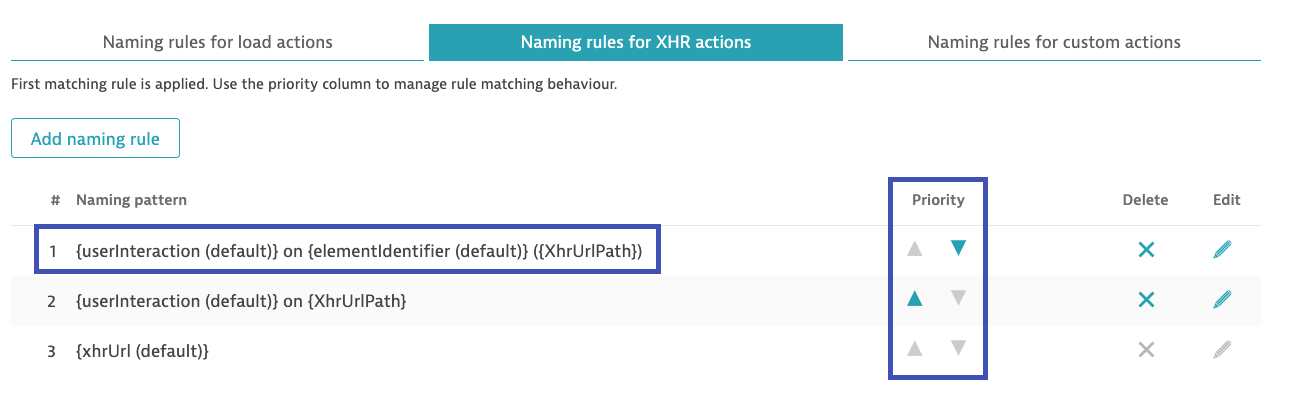 Naming rules for load actions Naming rules for XHR actions Naming rules for custom actions
First matching rule is applied. Use the priority column to manage rule matching behaviour.
Add naming rule
# Naming pattern Priority Delete Edit
1 {userInteraction (default)} on {elementIdentifier (default)} ({XhrUrlPath})
2 {userInteraction (default)} on {XhrUrlPath}
3 {xhrUrl (default)}